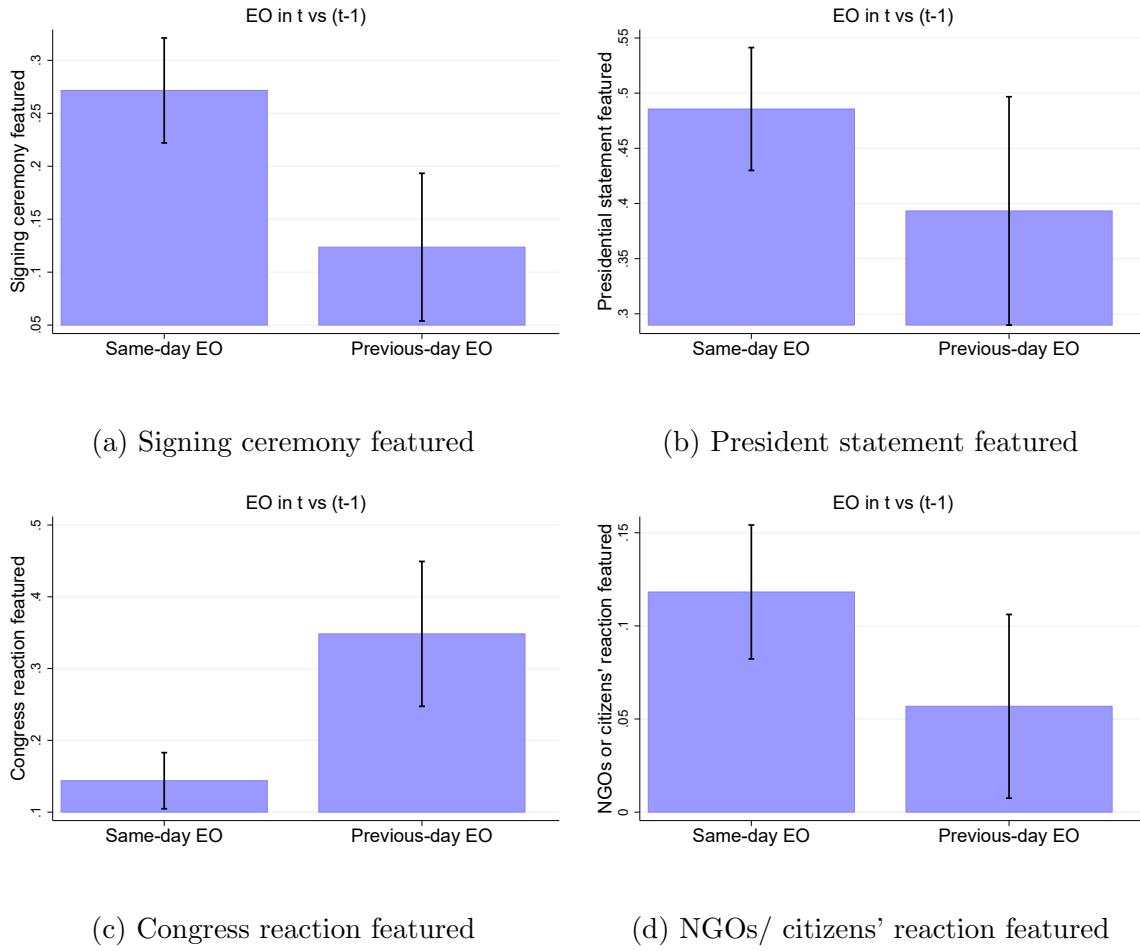 EO in t vs (t-1)
Signing ceremony featured
.3
.25
.2
.15
.1
.05
Same-day EO
Previous-day EO
(a) Signing ceremony featured
EO in t vs (t-1)
Presidential statement featured
.55
.5
.45
.4
.35
.3
Same-day EO
Previous-day EO
(b) President statement featured
EO in t vs (t-1)
Congress reaction featured
.5
.4
.3
.2
.1
Same-day EO
Previous-day EO
(c) Congress reaction featured
EO in t vs (t-1)
NGOs or citizens' reaction featured
.15
.1
.05
0
Same-day EO
Previous-day EO
(d) NGOs/ citizens’ reaction featured